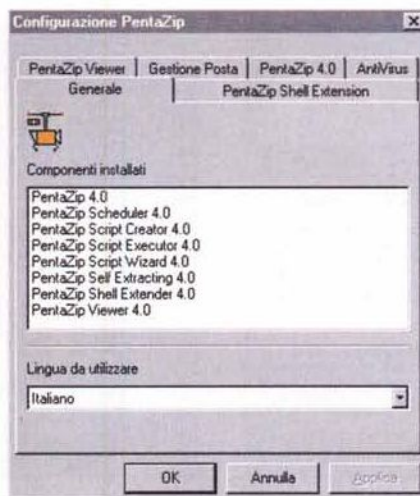 Configurazione PentaZip
PentaZip Viewer
Gestione Posta
PentaZip 4.0
AntiVirus
Generale
PentaZip Shell Extension
Componenti installati
PentaZip 4.0
PentaZip Scheduler 4.0
PentaZip Script Creator 4.0
PentaZip Script Executor 4.0
PentaZip Script Wizard 4.0
PentaZip Self Extracting 4.0
PentaZip Shell Extender 4.0
PentaZip Viewer 4.0
Lingua da utilizzare
Italiano
OK
Annulla
Applica